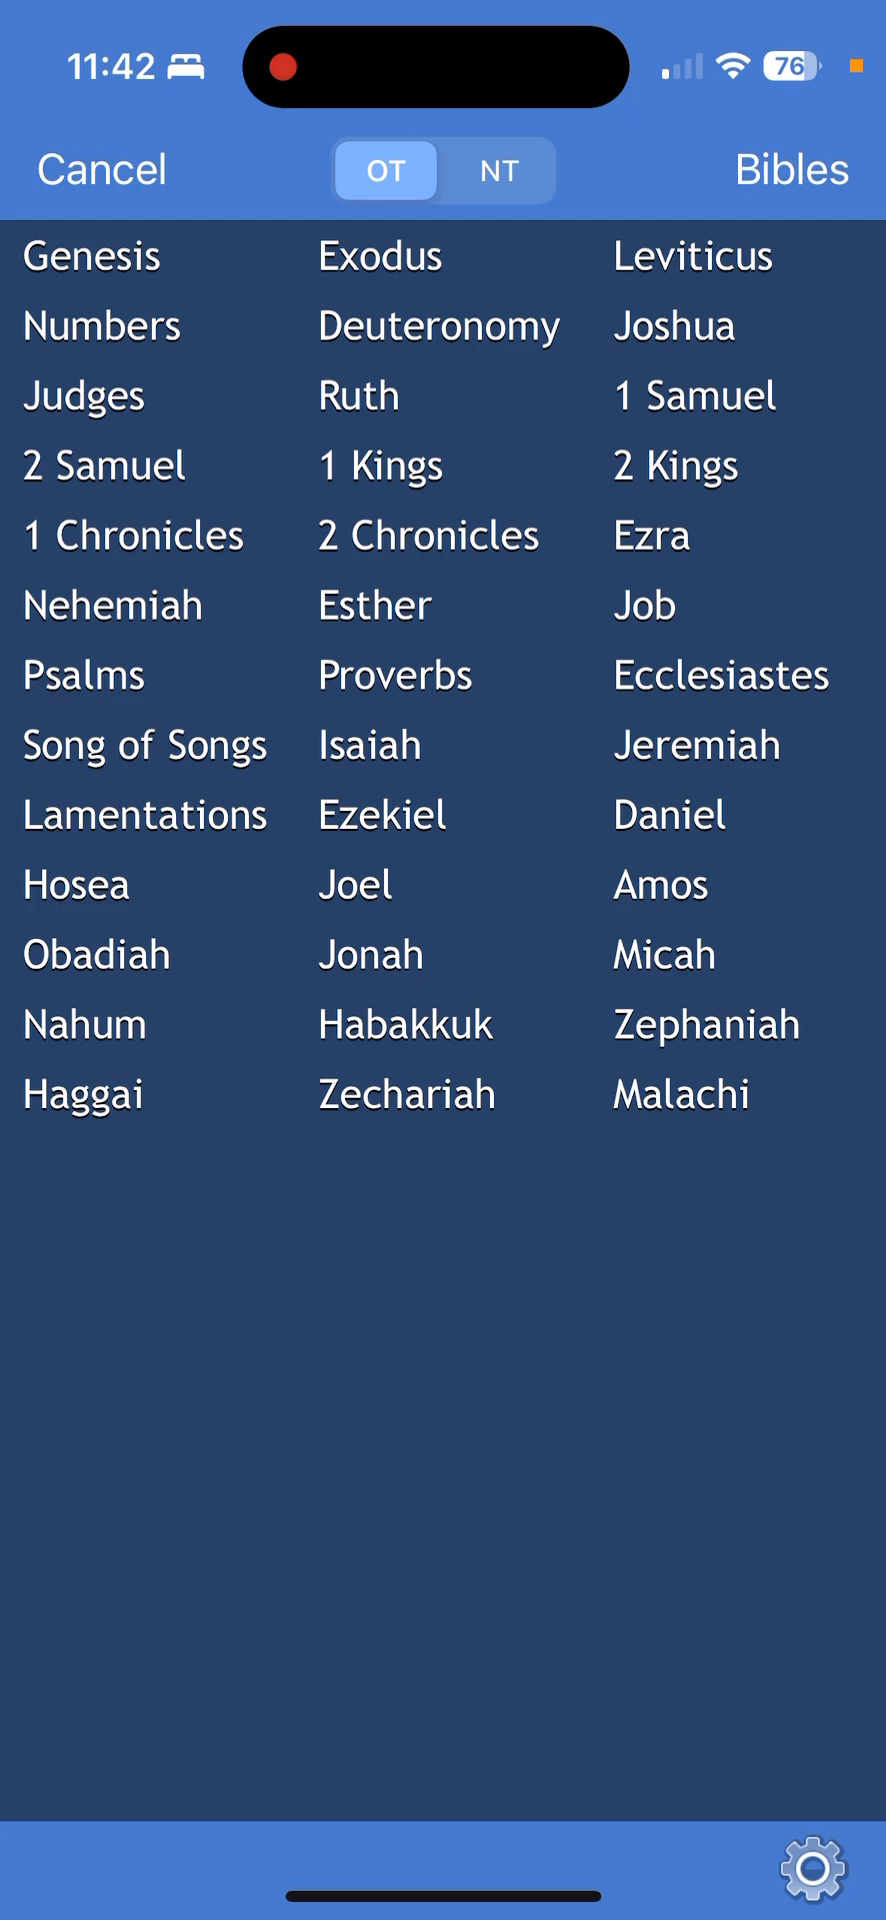 11:42 76
Cancel OT NT Bibles
Genesis Exodus Leviticus
Numbers Deuteronomy Joshua
Judges Ruth 1 Samuel
2 Samuel 1 Kings 2 Kings
1 Chronicles 2 Chronicles Ezra
Nehemiah Esther Job
Psalms Proverbs Ecclesiastes
Song of Songs Isaiah Jeremiah
Lamentations Ezekiel Daniel
Hosea Joel Amos
Obadiah Jonah Micah
Nahum Habakkuk Zephaniah
Haggai Zechariah Malachi